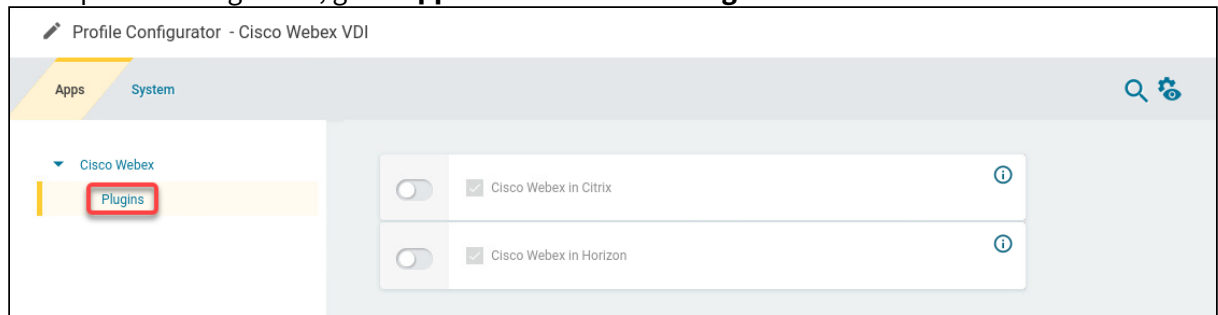 Profile Configurator - Cisco Webex VDI
Apps
System
Cisco Webex
Plugins
Cisco Webex in Citrix
Cisco Webex in Horizon